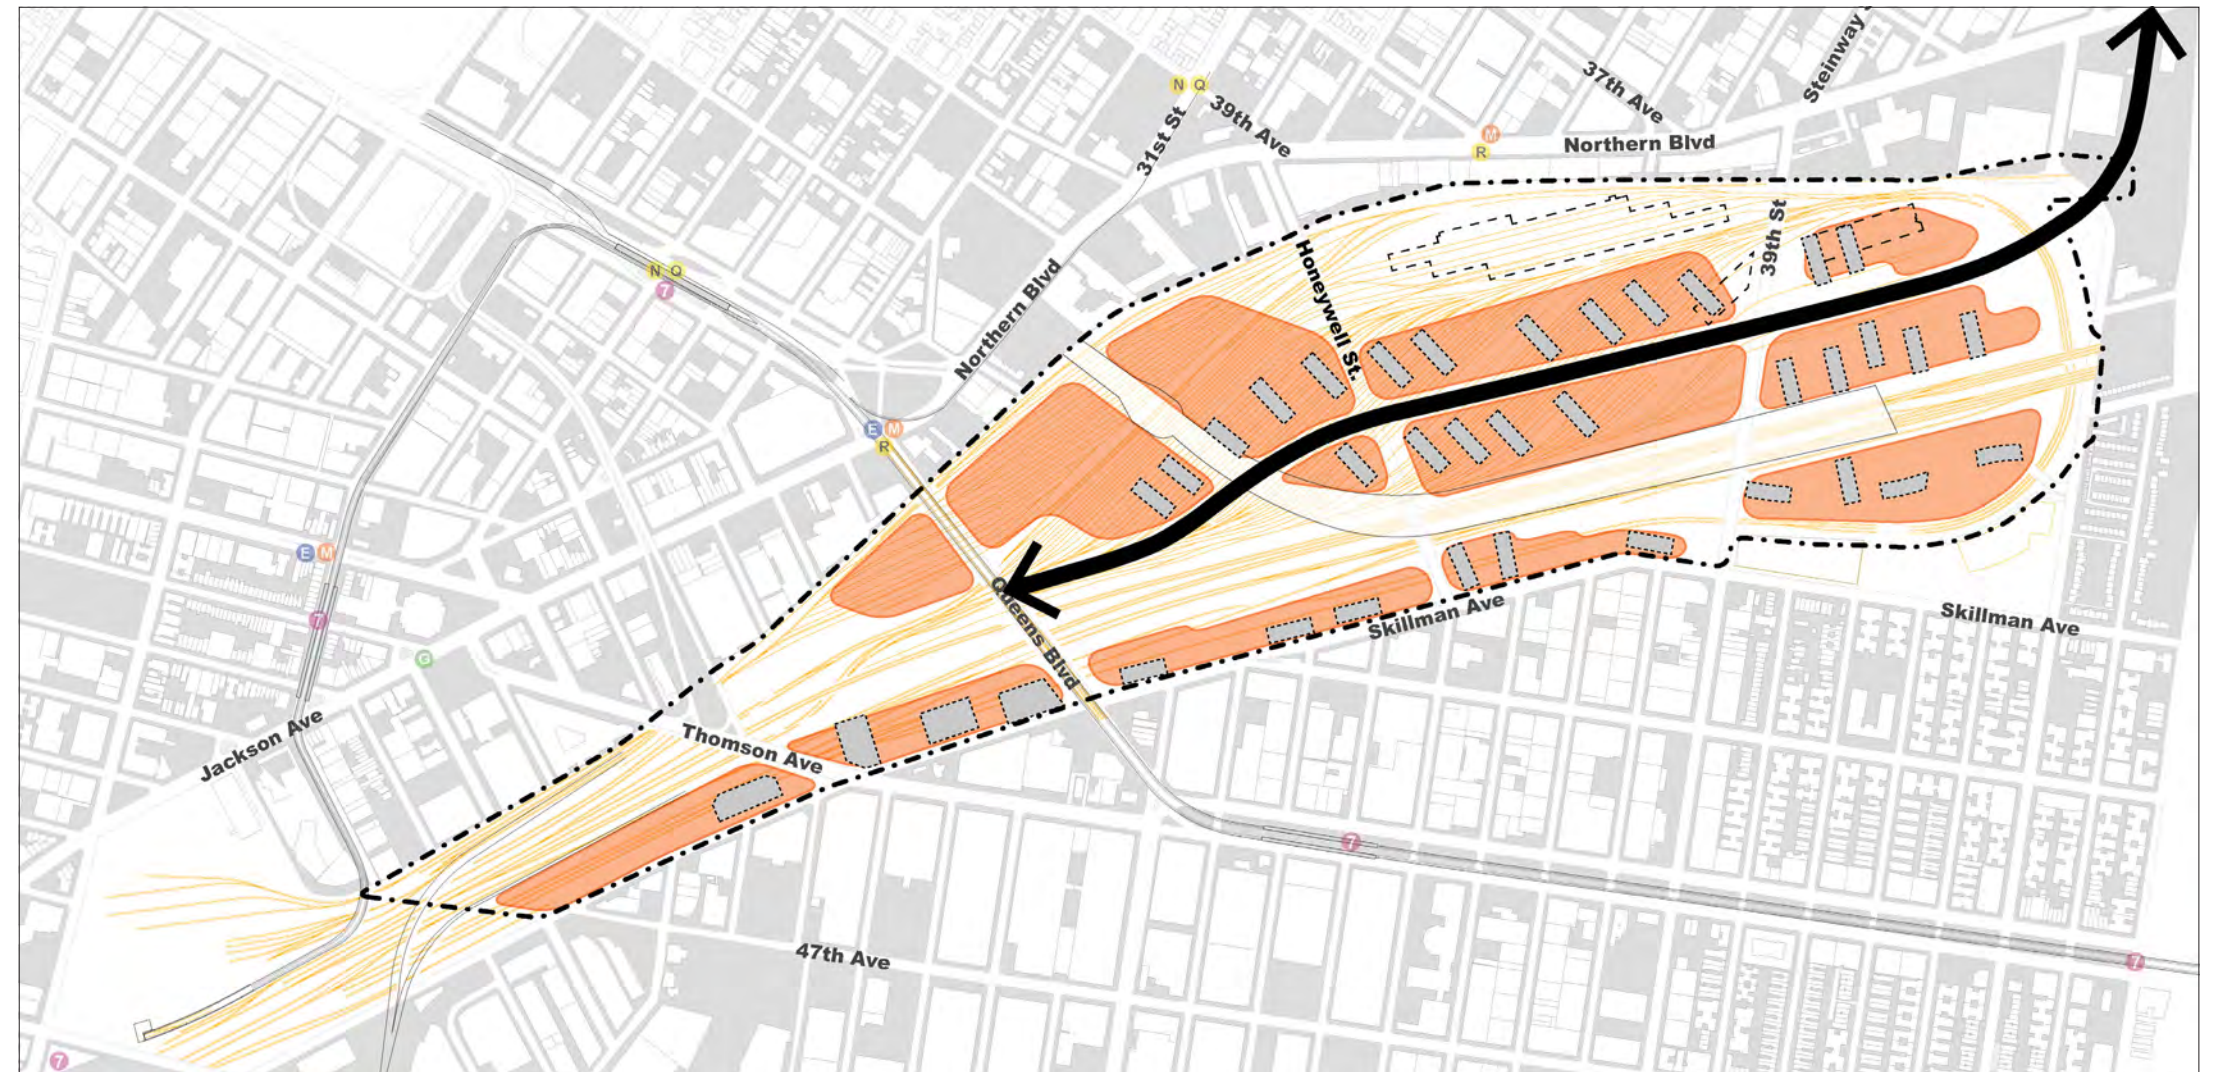 Steinway
37th Ave
N Q
39th Ave
31st St
M
R
Northern Blvd
39th St
Honeywell St.
N Q
7
Northern Blvd
E M
R
E M
7
G
Queens Blvd
Skillman Ave
Skillman Ave
Jackson Ave
Thomson Ave
7
47th Ave
7
7